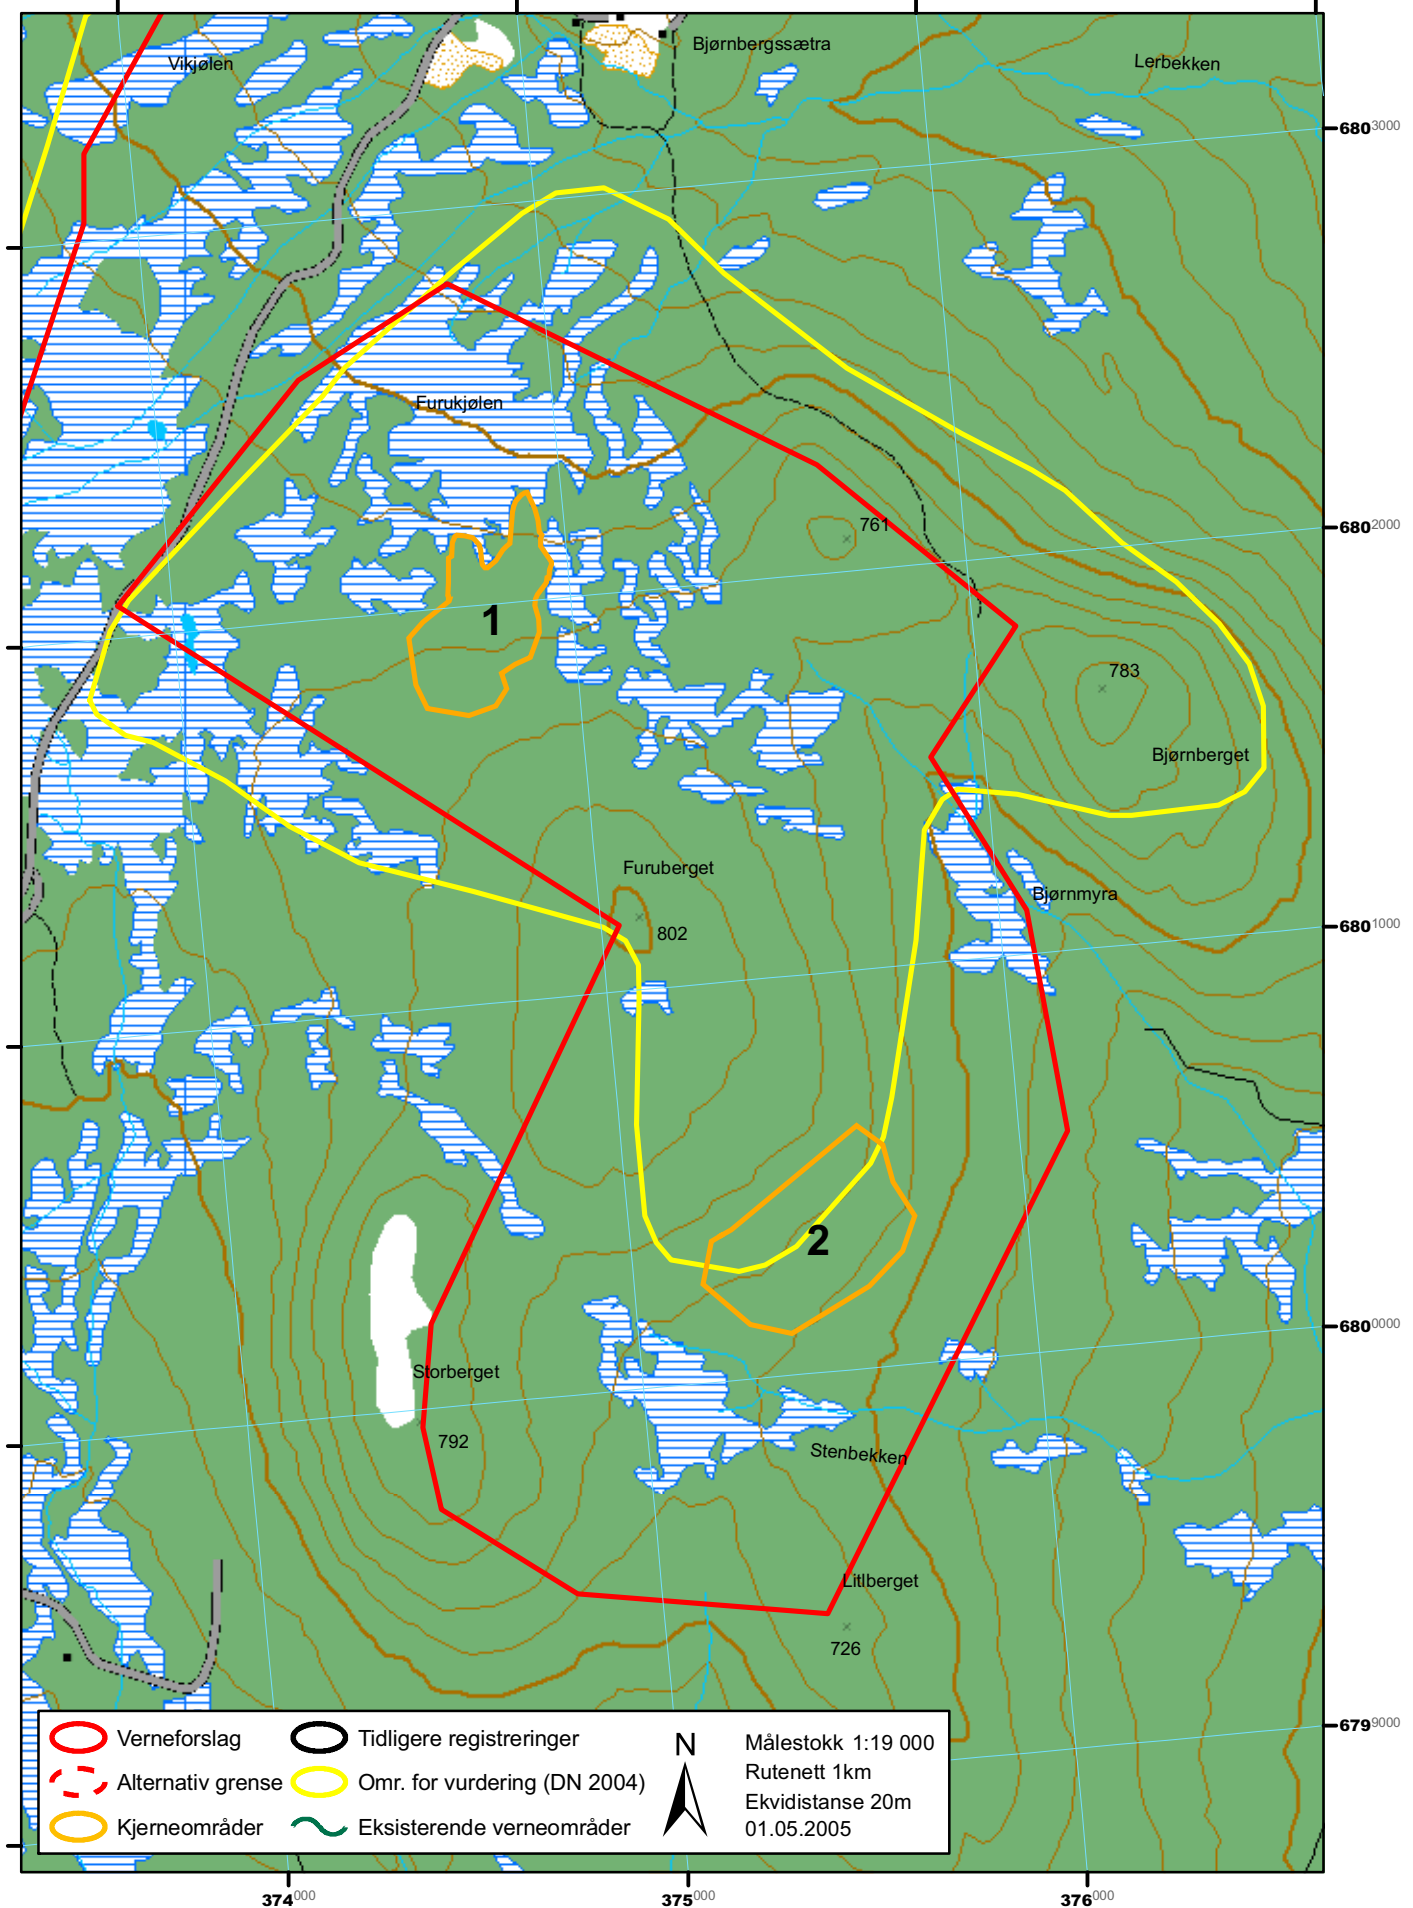 Bjørnbergssætra
Vikjølen
Lerbekken
6803000
Furukjølen
761
6802000
1
783
Bjørnberget
Furuberget
Bjørnmyra
802
6801000
2
6800000
Storberget
792
Stenbekken
Litlberget
726
6799000
Verneforslag
Alternativ grense
Kjerneområder
Tidligere registreringer
Omr. for vurdering (DN 2004)
Eksisterende verneområder
N
Målestokk 1:19 000
Rutenett 1km
Ekvidistanse 20m
01.05.2005
374000
375000
376000